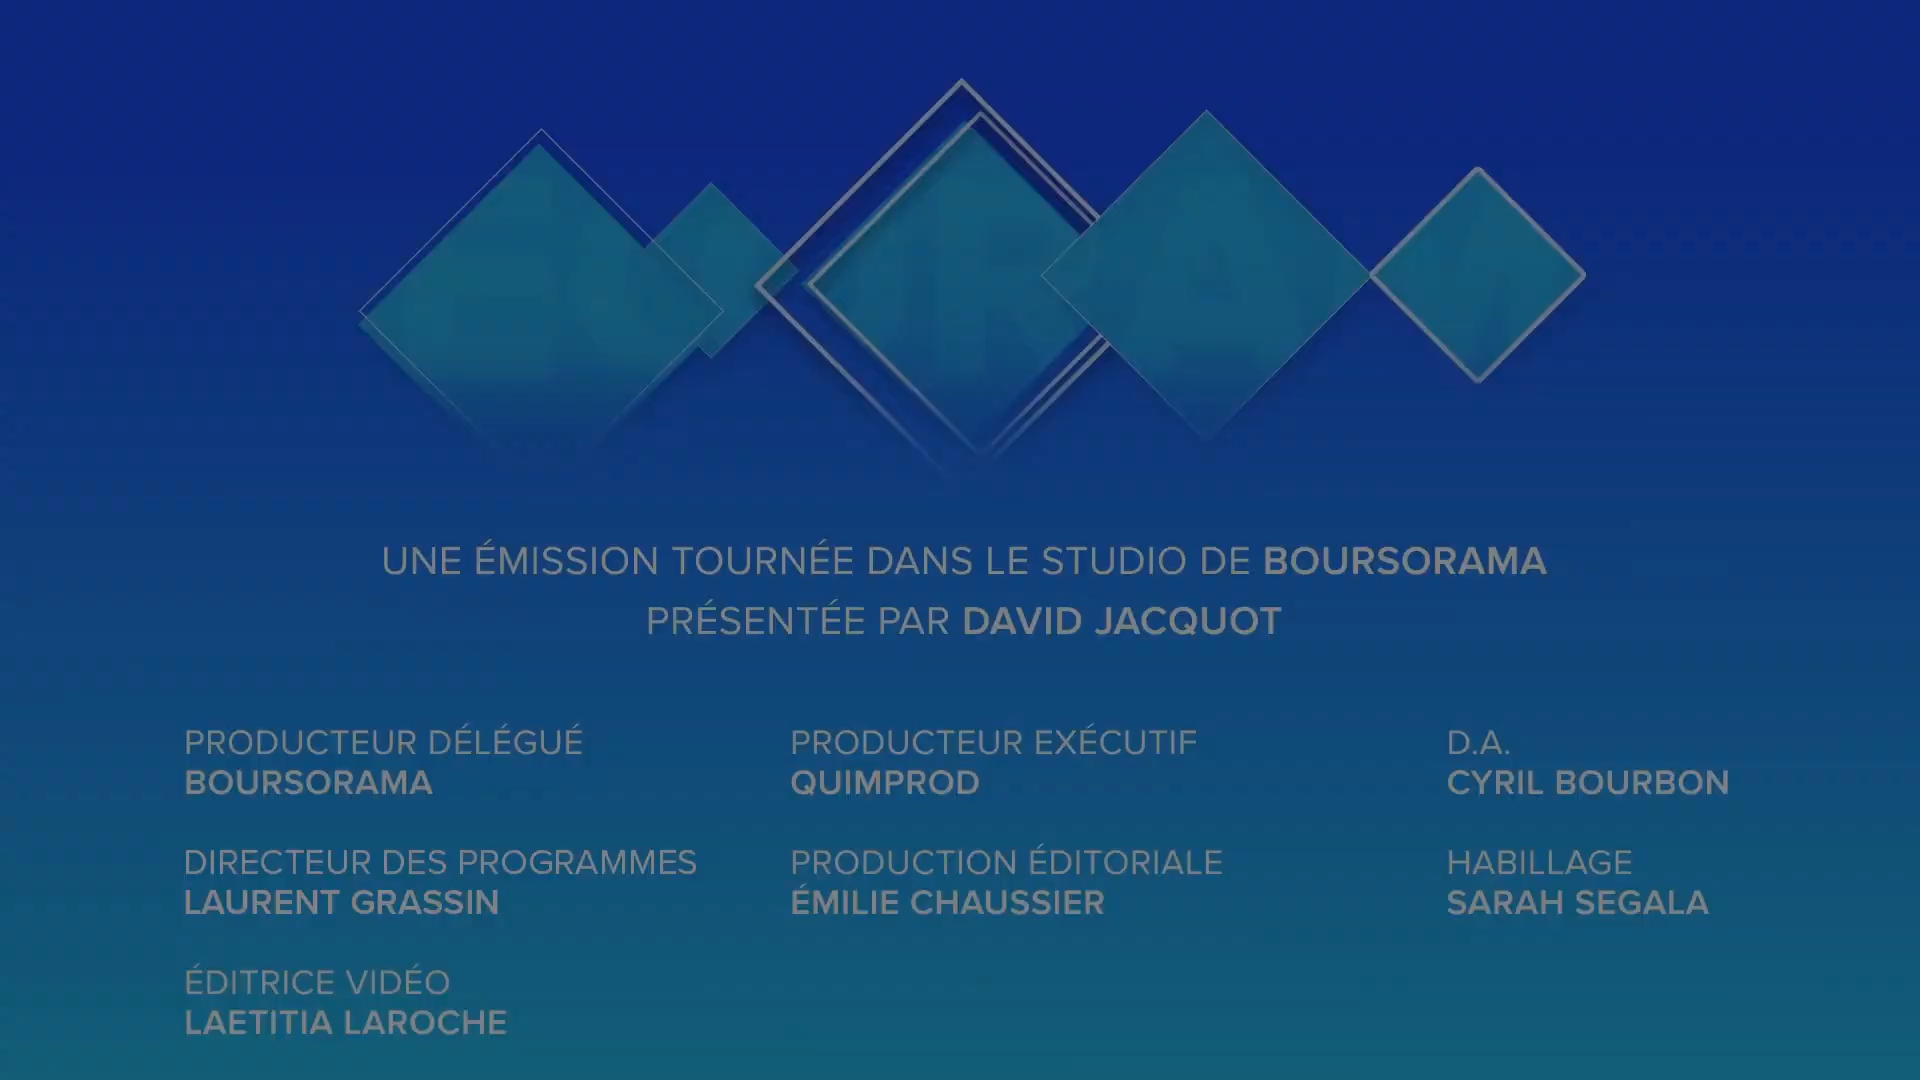 UNE ÉMISSION TOURNÉE DANS LE STUDIO DE BOURSORAMA
PRÉSENTÉE PAR DAVID JACQUOT
PRODUCTEUR DÉLÉGUÉ
BOURSORAMA
DIRECTEUR DES PROGRAMMES
LAURENT GRASSIN
ÉDITRICE VIDÉO
LAETITIA LAROCHE
PRODUCTEUR EXÉCUTIF
QUIMPROD
PRODUCTION ÉDITORIALE
ÉMILIE CHAUSSIER
D.A.
CYRIL BOURBON
HABILLAGE
SARAH SEGALA